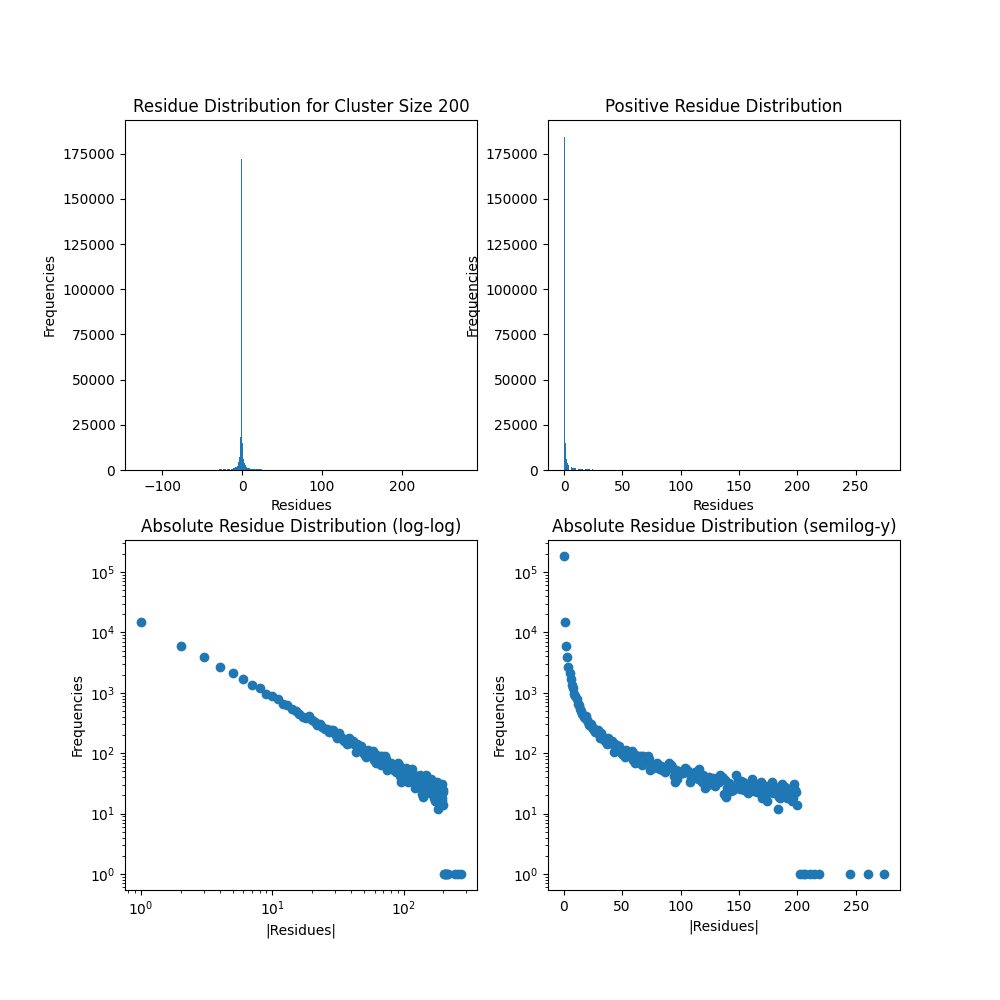 Residue Distribution for Cluster Size 200
175000
150000
125000
100000
75000
50000
25000
0
Frequencies
−100 0 100 200
Residues
Positive Residue Distribution
175000
150000
125000
100000
75000
50000
25000
0
Frequencies
0 50 100 150 200 250
Residues
Absolute Residue Distribution (log-log)
10⁵
10⁴
10³
10²
10¹
10⁰
Frequencies
10⁰ 10¹ 10²
|Residues|
Absolute Residue Distribution (semilog-y)
10⁵
10⁴
10³
10²
10¹
10⁰
Frequencies
0 50 100 150 200 250
|Residues|